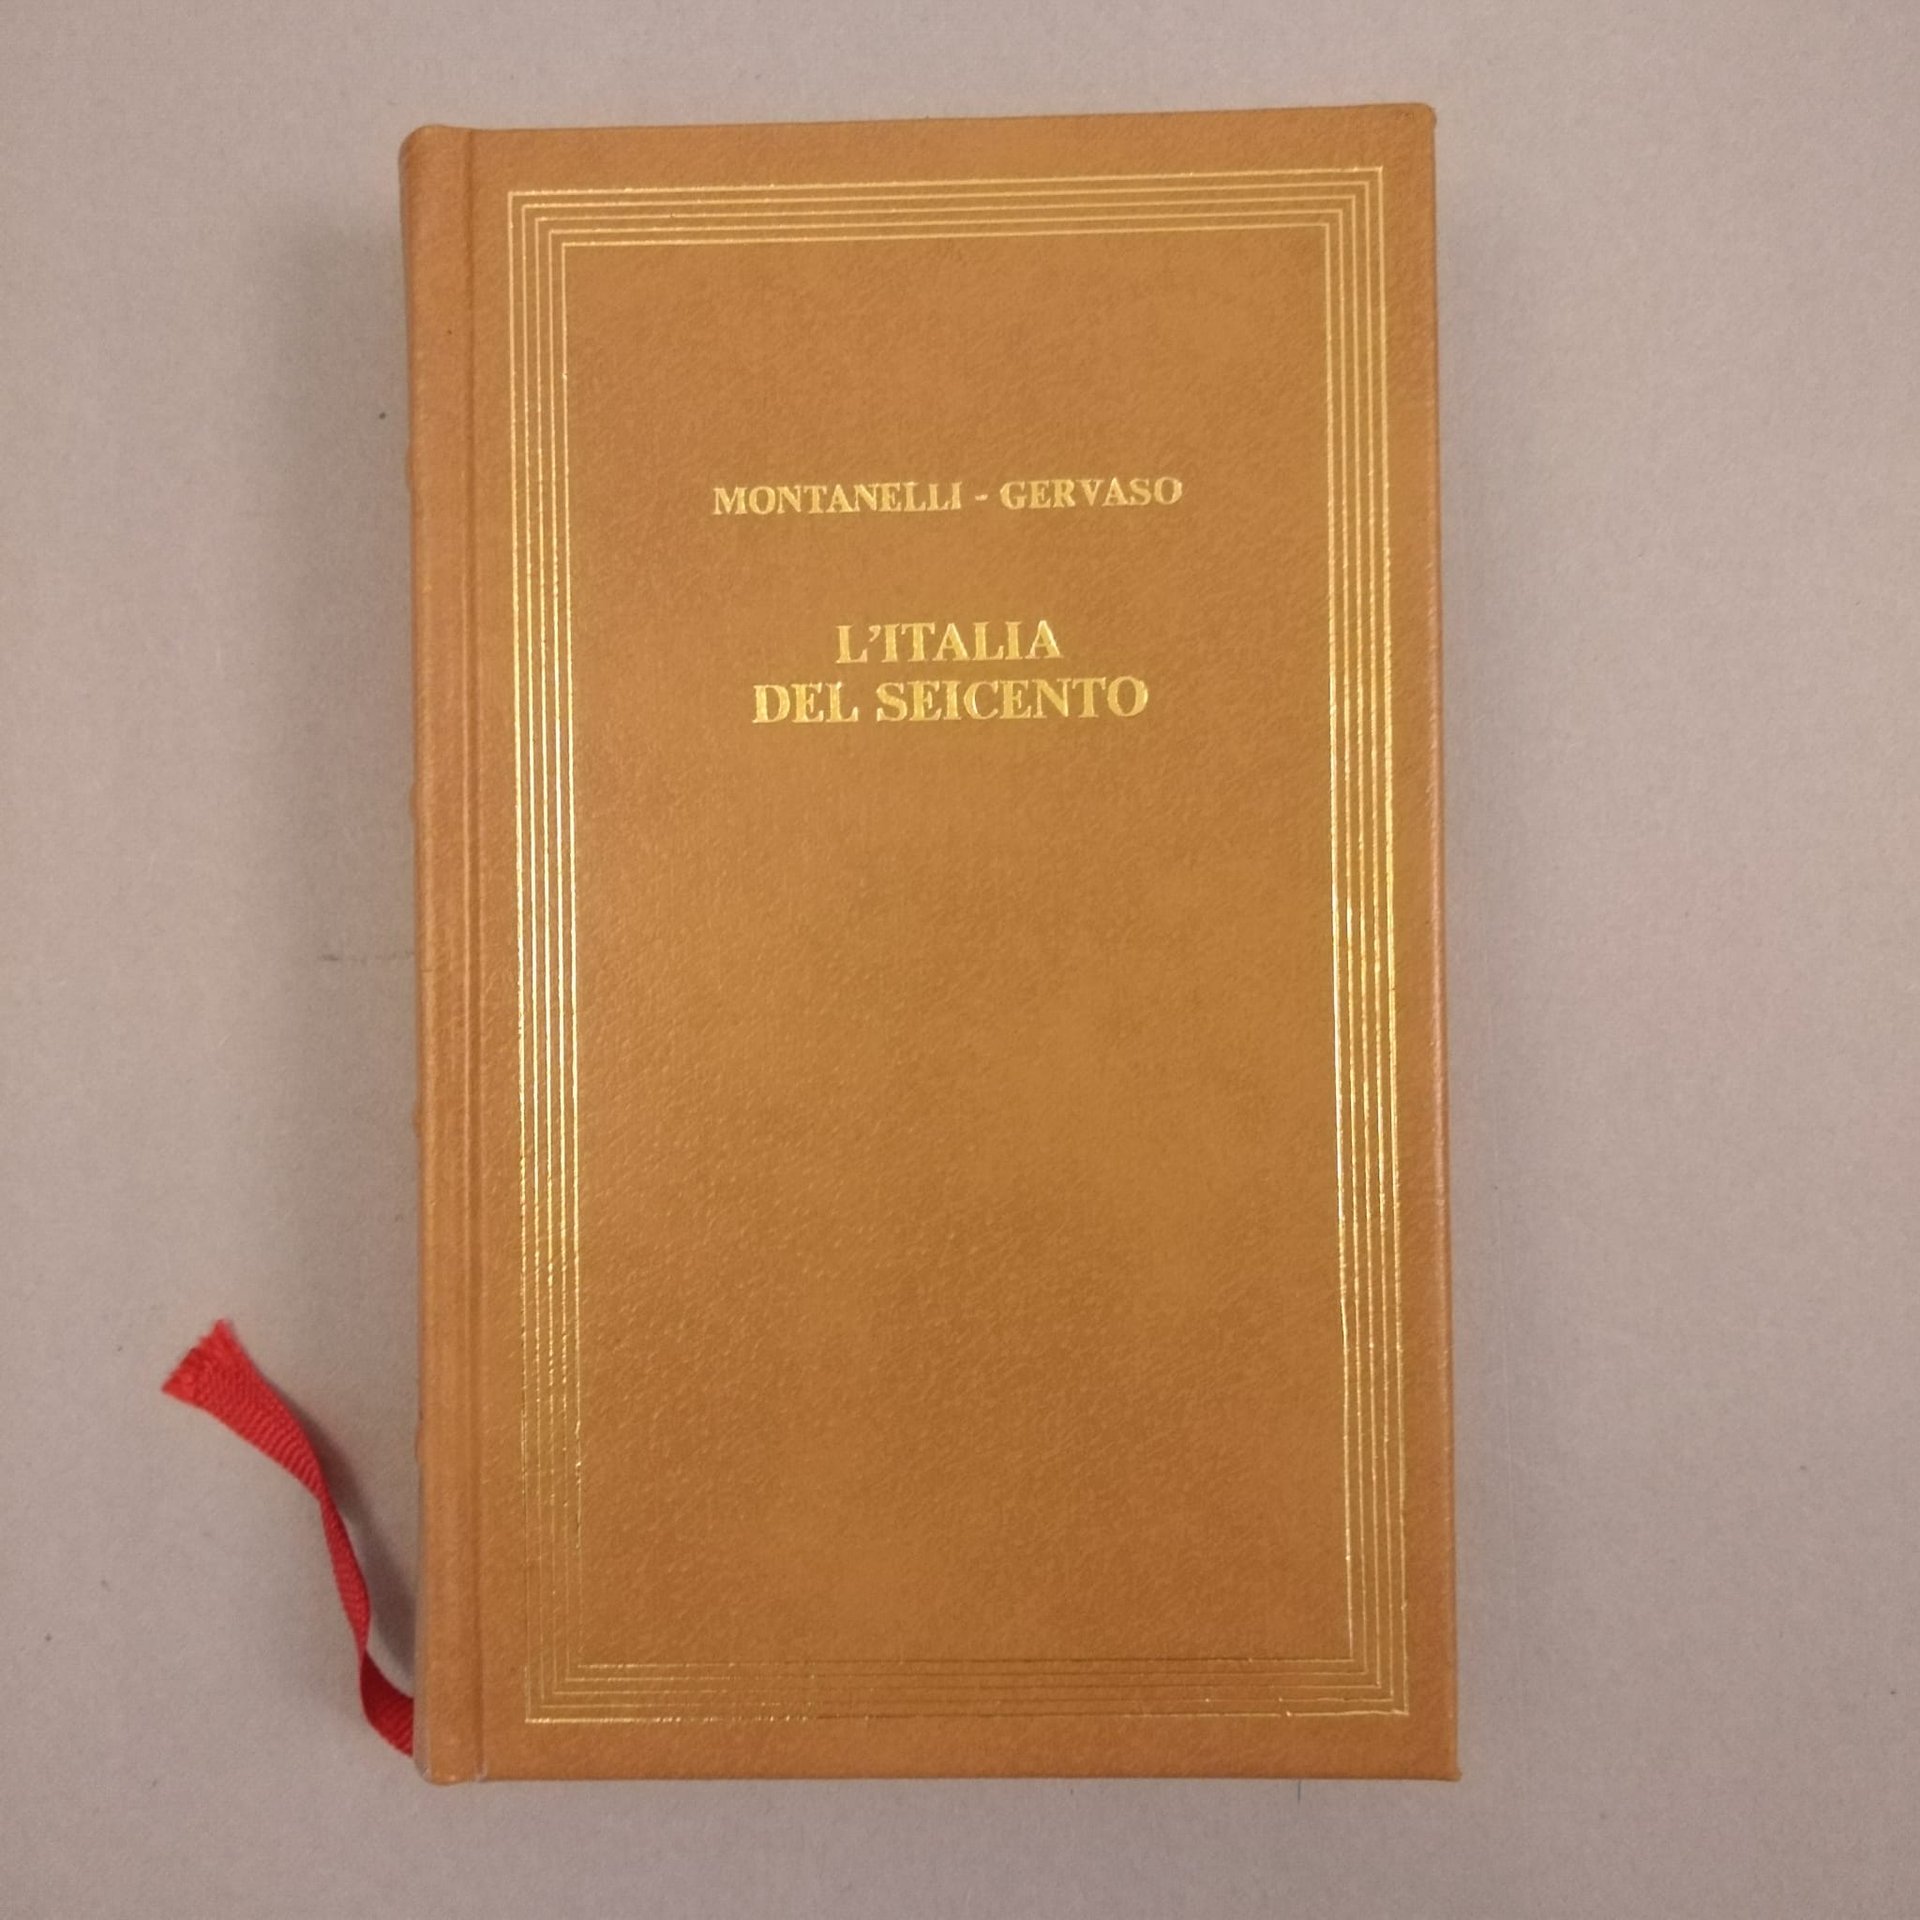 MONTANELLI - GERVASO
L'ITALIA
DEL SEICENTO